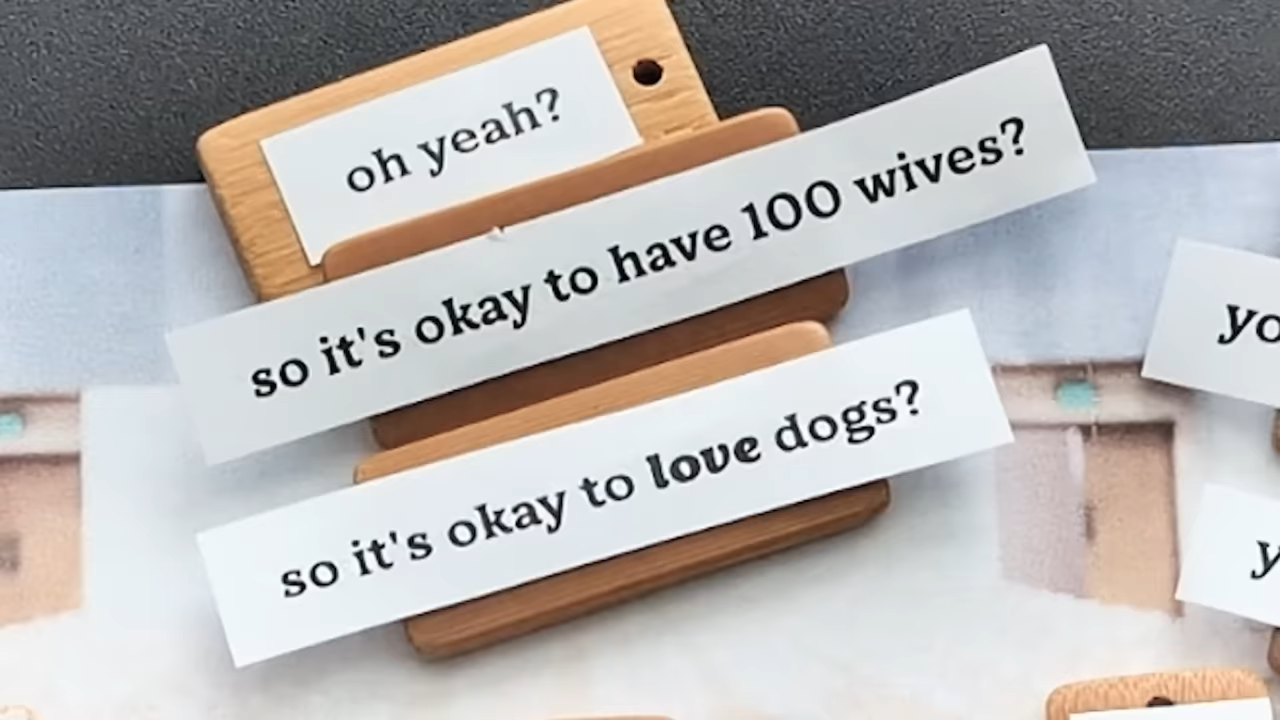 oh yeah?
so it's okay to have 100 wives?
so it's okay to love dogs?